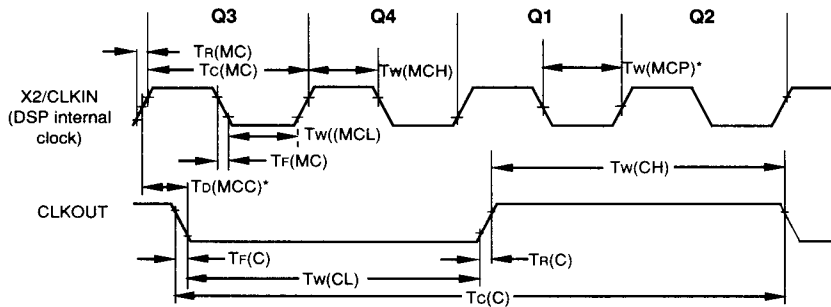 Q3 Q4 Q1 Q2
TR(MC)
TC(MC)
TW(MCH)
TW(MCP)*
X2/CLKIN
(DSP internal
clock)
TW((MCL)
TF(MC)
TW(CH)
TD(MCC)*
CLKOUT
TF(C)
TR(C)
TW(CL)
TC(C)